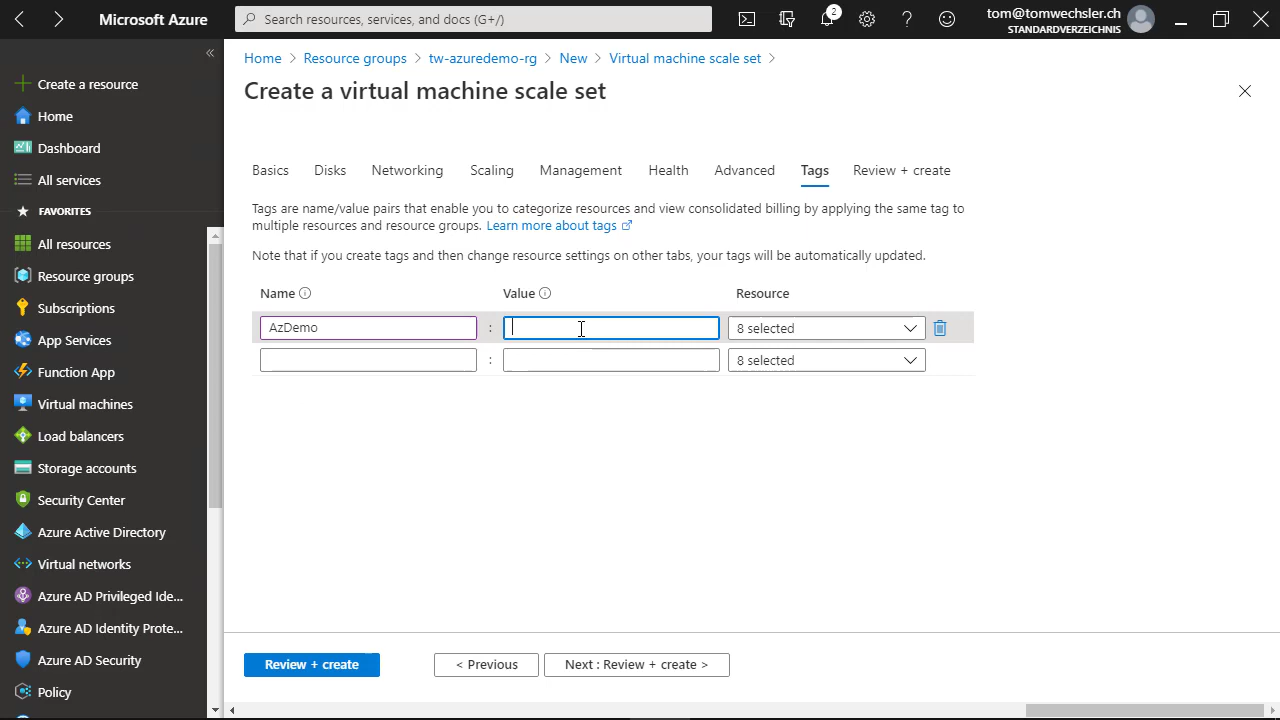 Microsoft Azure
Search resources, services, and docs (G+/)
2
tom@tomwechsler.ch
STANDARDVERZEICHNIS
«
Create a resource
Home
Dashboard
All services
FAVORITES
All resources
Resource groups
Subscriptions
App Services
Function App
Virtual machines
Load balancers
Storage accounts
Security Center
Azure Active Directory
Virtual networks
Azure AD Privileged Ide...
Azure AD Identity Prote...
Azure AD Security
Policy
Home > Resource groups > tw-azuredemo-rg > New > Virtual machine scale set >
Create a virtual machine scale set
Basics Disks Networking Scaling Management Health Advanced Tags Review + create
Tags are name/value pairs that enable you to categorize resources and view consolidated billing by applying the same tag to
multiple resources and resource groups. Learn more about tags
Note that if you create tags and then change resource settings on other tabs, your tags will be automatically updated.
Name Value Resource
AzDemo : 8 selected
: 8 selected
Review + create < Previous Next : Review + create >